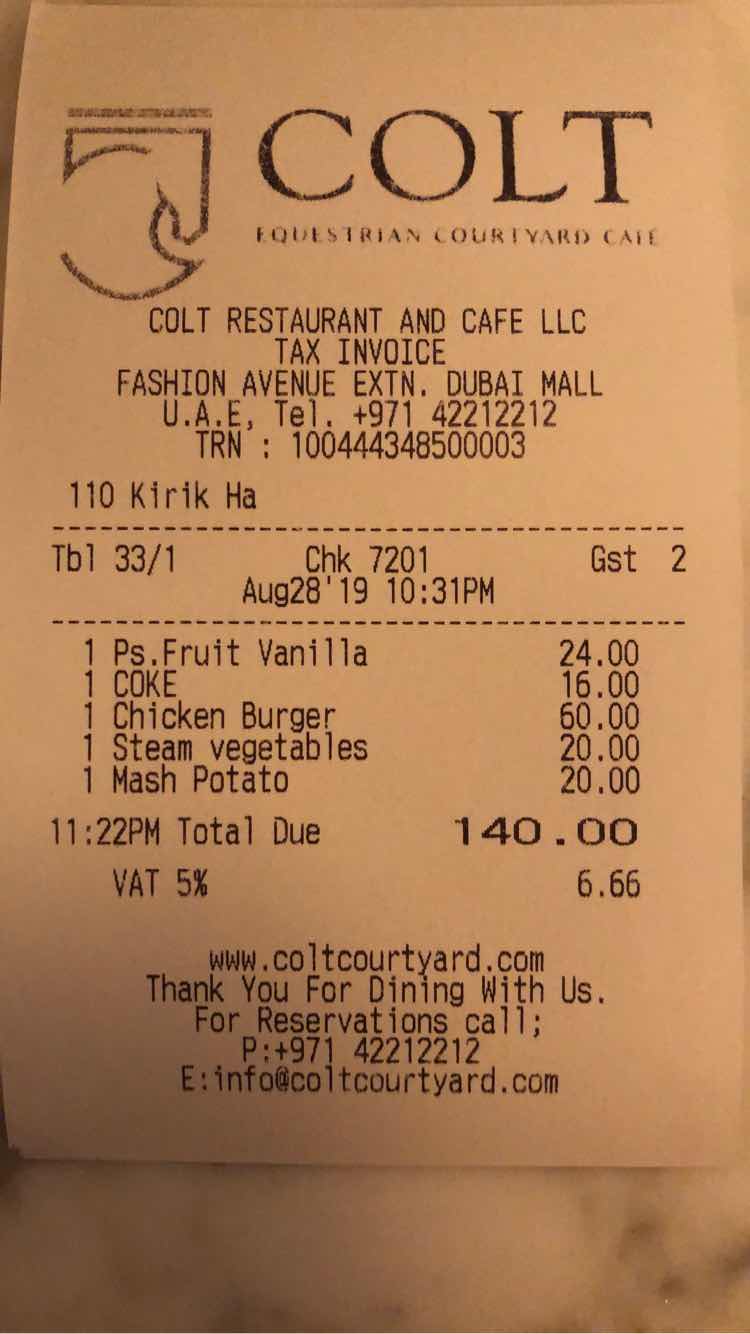 COLT
EQUESTRIAN COURTYARD CAFE
COLT RESTAURANT AND CAFE LLC
TAX INVOICE
FASHION AVENUE EXTN. DUBAI MALL
U.A.E, Tel. +971 42212212
TRN : 100444348500003
110 Kirik Ha
Tbl 33/1 Chk 7201 Gst 2
Aug28'19 10:31PM
1 Ps.Fruit Vanilla 24.00
1 COKE 16.00
1 Chicken Burger 60.00
1 Steam vegetables 20.00
1 Mash Potato 20.00
11:22PM Total Due 140.00
VAT 5% 6.66
www.coltcourtyard.com
Thank You For Dining With Us.
For Reservations call;
P:+971 42212212
E:info@coltcourtyard.com